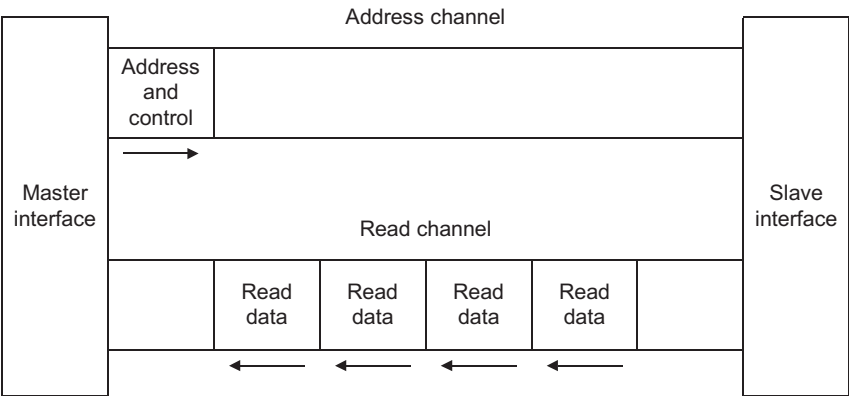 Address channel
Address
and
control
Master
interface
Slave
interface
Read channel
Read
data
Read
data
Read
data
Read
data